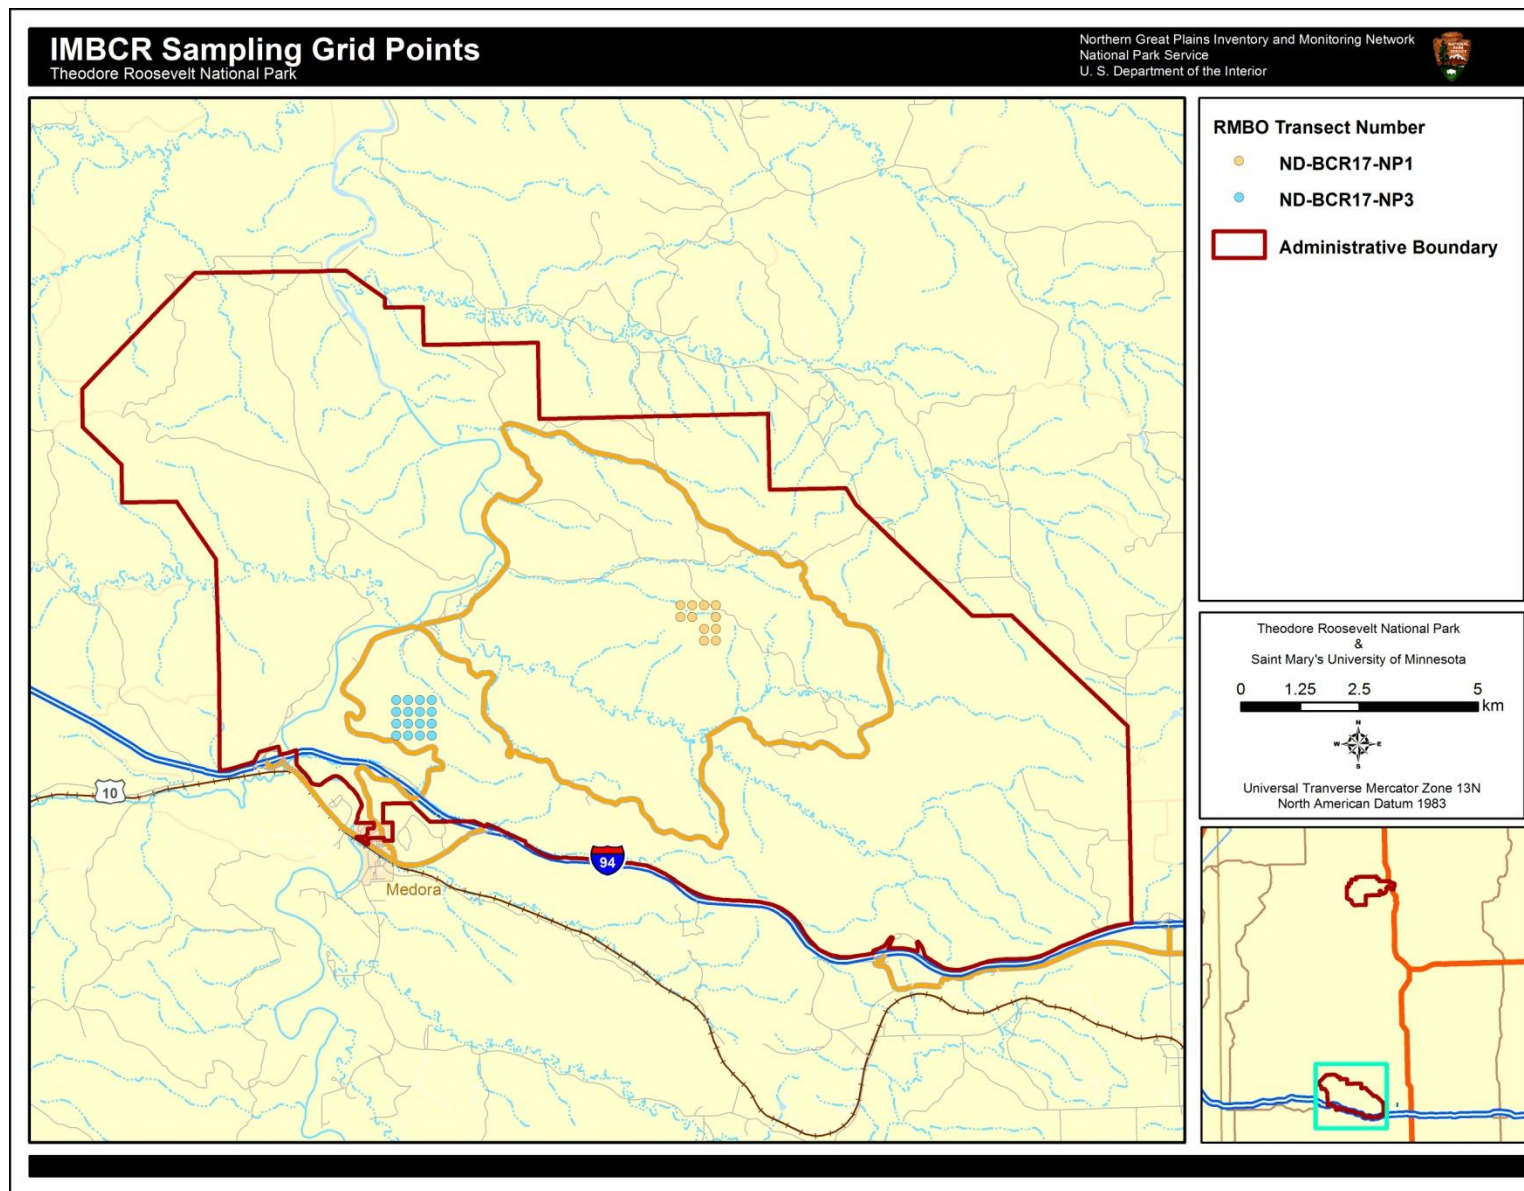 IMBCR Sampling Grid Points
Theodore Roosevelt National Park
Northern Great Plains Inventory and Monitoring Network
National Park Service
U. S. Department of the Interior
RMBO Transect Number
ND-BCR17-NP1
ND-BCR17-NP3
Administrative Boundary
10
94
Medora
Theodore Roosevelt National Park
&
Saint Mary's University of Minnesota
0 1.25 2.5 5
km
N
W E
S
Universal Tranverse Mercator Zone 13N
North American Datum 1983